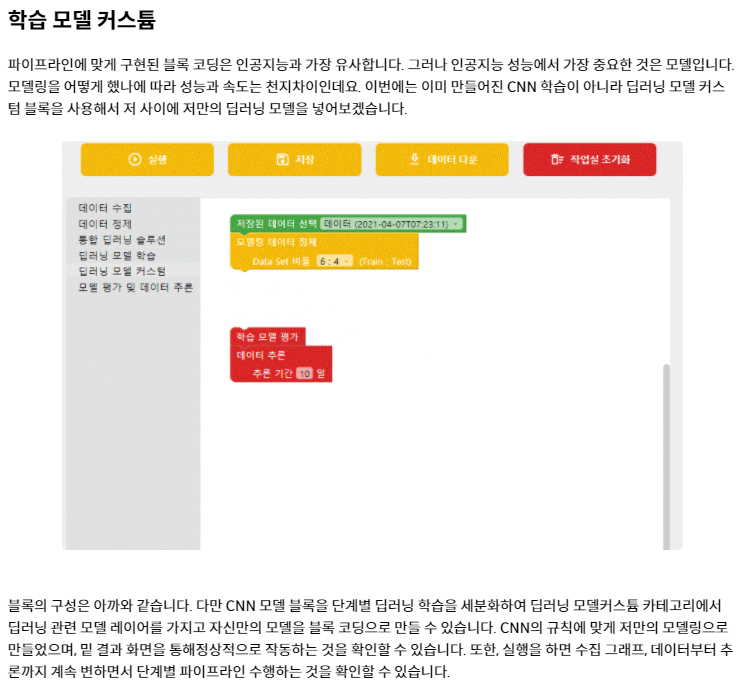 학습 모델 커스튬
파이프라인에 맞게 구현된 블록 코딩은 인공지능과 가장 유사합니다. 그러나 인공지능 성능에서 가장 중요한 것은 모델입니다.
모델링을 어떻게 했나에 따라 성능과 속도는 천지차이인데요. 이번에는 이미 만들어진 CNN 학습이 아니라 딥러닝 모델 커스
텀 블록을 사용해서 저 사이에 저만의 딥러닝 모델을 넣어보겠습니다.
실행 저장 데이터 다운 작업실 초기화
데이터 수집
데이터 정제
통합 딥러닝 솔루션
딥러닝 모델 학습
딥러닝 모델 커스텀
모델 평가 및 데이터 추론
저장된 데이터 선택 데이터 (2021-04-07T07:23:11)
모델링 데이터 정제
Data Set 비율 6 : 4 (Train : Test)
학습 모델 평가
데이터 추론
추론 기간 10 일
블록의 구성은 아까와 같습니다. 다만 CNN 모델 블록을 단계별 딥러닝 학습을 세분화하여 딥러닝 모델커스튬 카테고리에서
딥러닝 관련 모델 레이어를 가지고 자신만의 모델을 블록 코딩으로 만들 수 있습니다. CNN의 규칙에 맞게 저만의 모델링으로
만들었으며, 밑 결과 화면을 통해정상적으로 작동하는 것을 확인할 수 있습니다. 또한, 실행을 하면 수집 그래프, 데이터부터 추
론까지 계속 변하면서 단계별 파이프라인 수행하는 것을 확인할 수 있습니다.